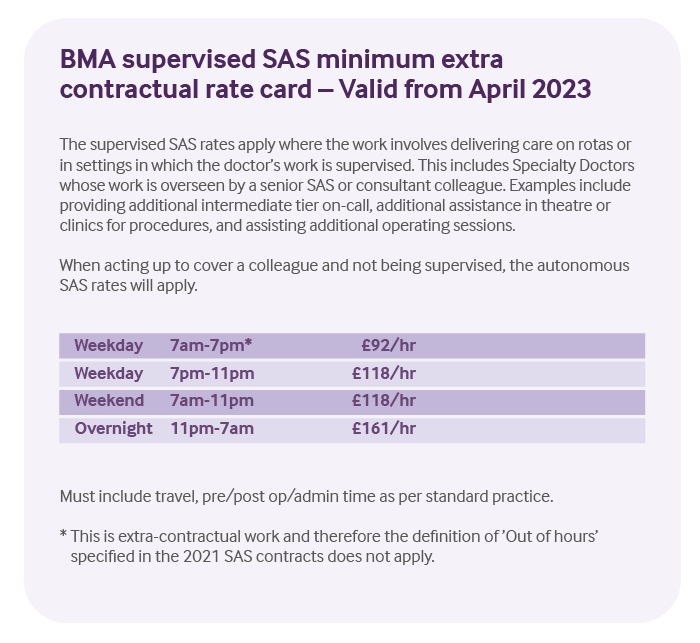 BMA supervised SAS minimum extra
contractual rate card – Valid from April 2023
The supervised SAS rates apply where the work involves delivering care on rotas or
in settings in which the doctor's work is supervised. This includes Specialty Doctors
whose work is overseen by a senior SAS or consultant colleague. Examples include
providing additional intermediate tier on-call, additional assistance in theatre or
clinics for procedures, and assisting additional operating sessions.
When acting up to cover a colleague and not being supervised, the autonomous
SAS rates will apply.
Weekday 7am-7pm* £92/hr
Weekday 7pm-11pm £118/hr
Weekend 7am-11pm £118/hr
Overnight 11pm-7am £161/hr
Must include travel, pre/post op/admin time as per standard practice.
* This is extra-contractual work and therefore the definition of 'Out of hours'
specified in the 2021 SAS contracts does not apply.